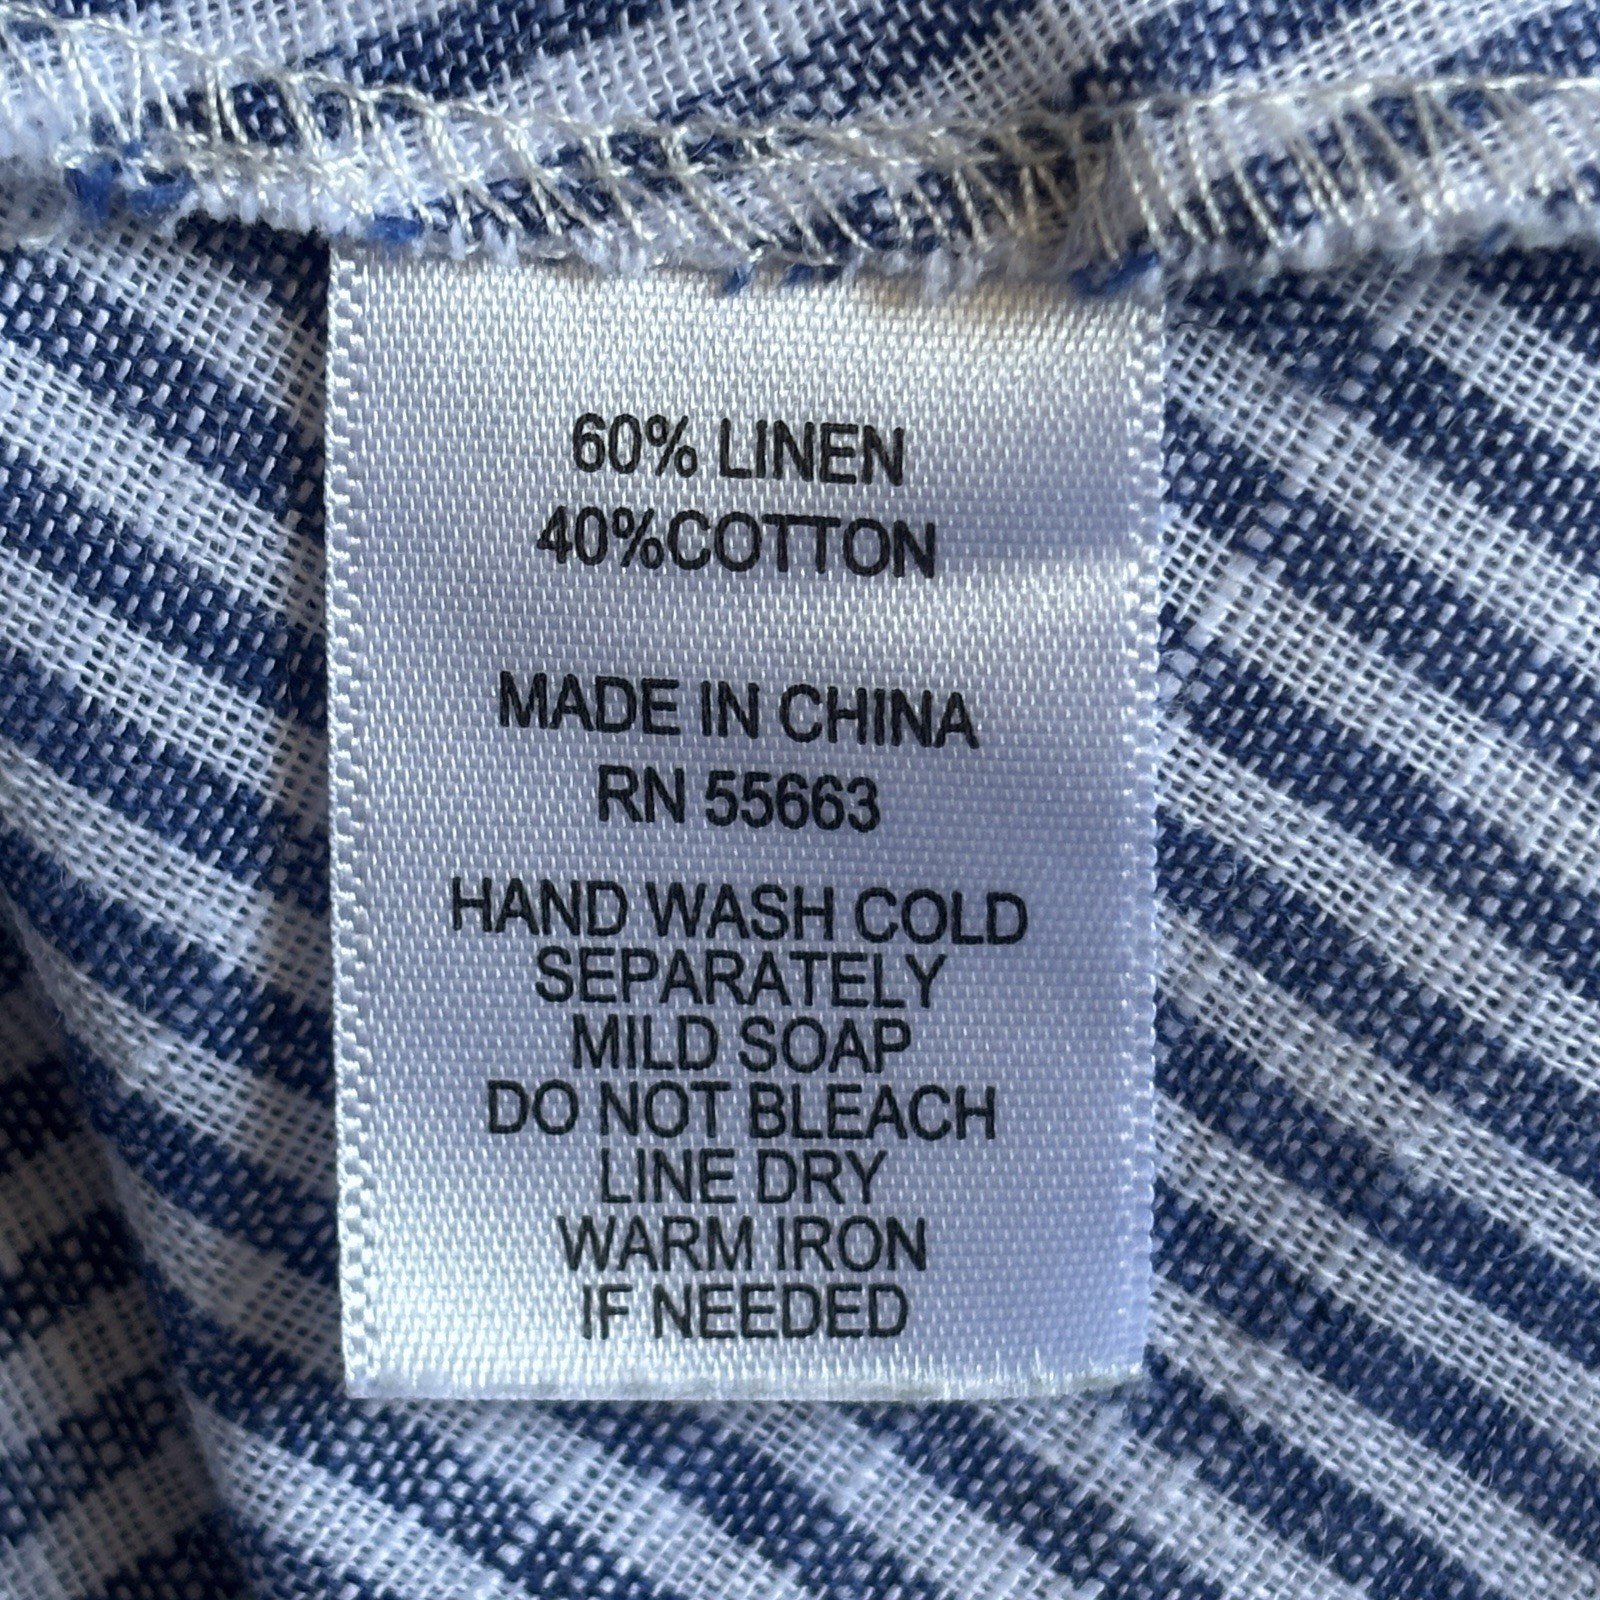 60% LINEN
40%COTTON
MADE IN CHINA
RN 55663
HAND WASH COLD
SEPARATELY
MILD SOAP
DO NOT BLEACH
LINE DRY
WARM IRON
IF NEEDED